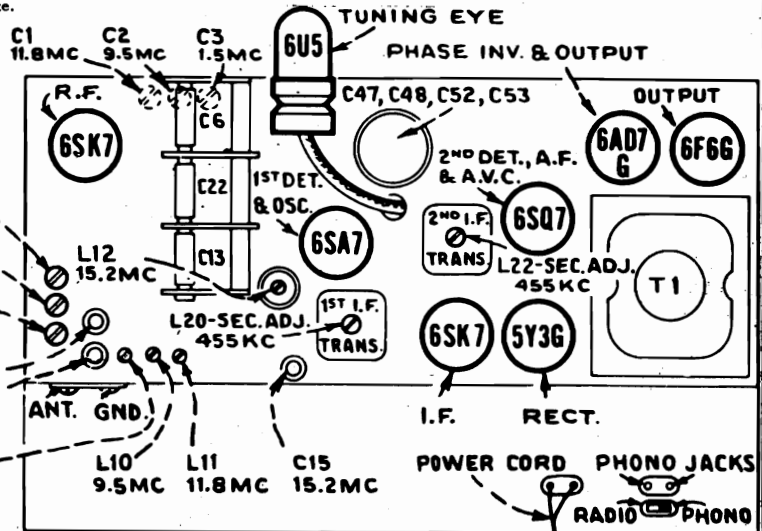 ge.
C1
11.8MC
C2
9.5MC
C3
1.5MC
TUNING EYE
6U5
PHASE INV. & OUTPUT
R.F.
6SK7
C6
C47, C48, C52, C53
OUTPUT
6AD7
G
6F6G
2ND DET., A.F.
& A.V.C.
6SQ7
C22
1ST DET.
& OSC.
6SA7
C13
L12
15.2MC
2ND I.F.
TRANS.
L22-SEC.ADJ.
455KC
T1
L20-SEC.ADJ.
455KC
1ST I.F.
TRANS.
6SK7
5Y3G
ANT.
GND.
I.F.
RECT.
L10
9.5MC
L11
11.8MC
C15
15.2MC
POWER CORD
PHONO JACKS
RADIO
PHONO